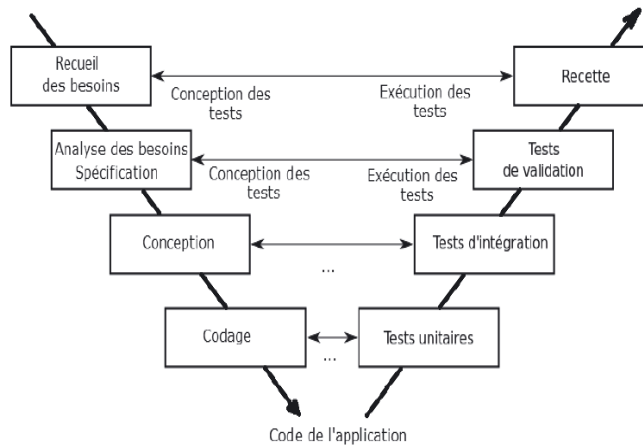 Recueil
des besoins
Recette
Conception des
tests
Exécution des
tests
Analyse des besoins
Spécification
Tests
de validation
Conception des
tests
Exécution des
tests
Conception
Tests d'intégration
...
Codage
Tests unitaires
...
Code de l'application